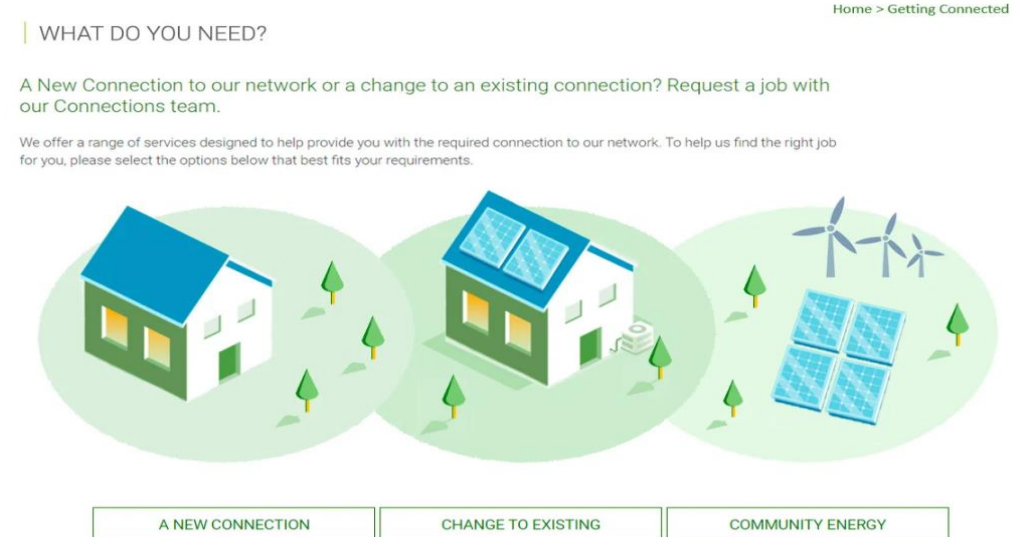 Home > Getting Connected
WHAT DO YOU NEED?
A New Connection to our network or a change to an existing connection? Request a job with
our Connections team.
We offer a range of services designed to help provide you with the required connection to our network. To help us find the right job
for you, please select the options below that best fits your requirements.
A NEW CONNECTION
CHANGE TO EXISTING
COMMUNITY ENERGY